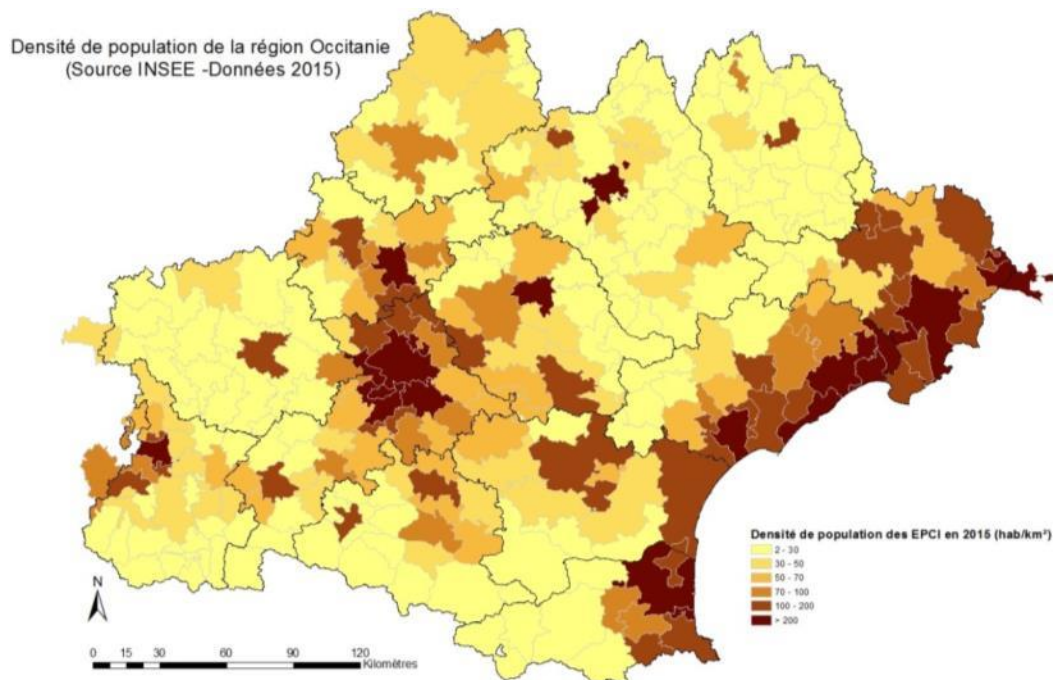 Densité de population de la région Occitanie
(Source INSEE -Données 2015)
Densité de population des EPCI en 2015 (hab/km²)
2 - 30
30 - 50
50 - 70
70 - 100
100 - 200
> 200
N
0 15 30 60 90 120
Kilomètres